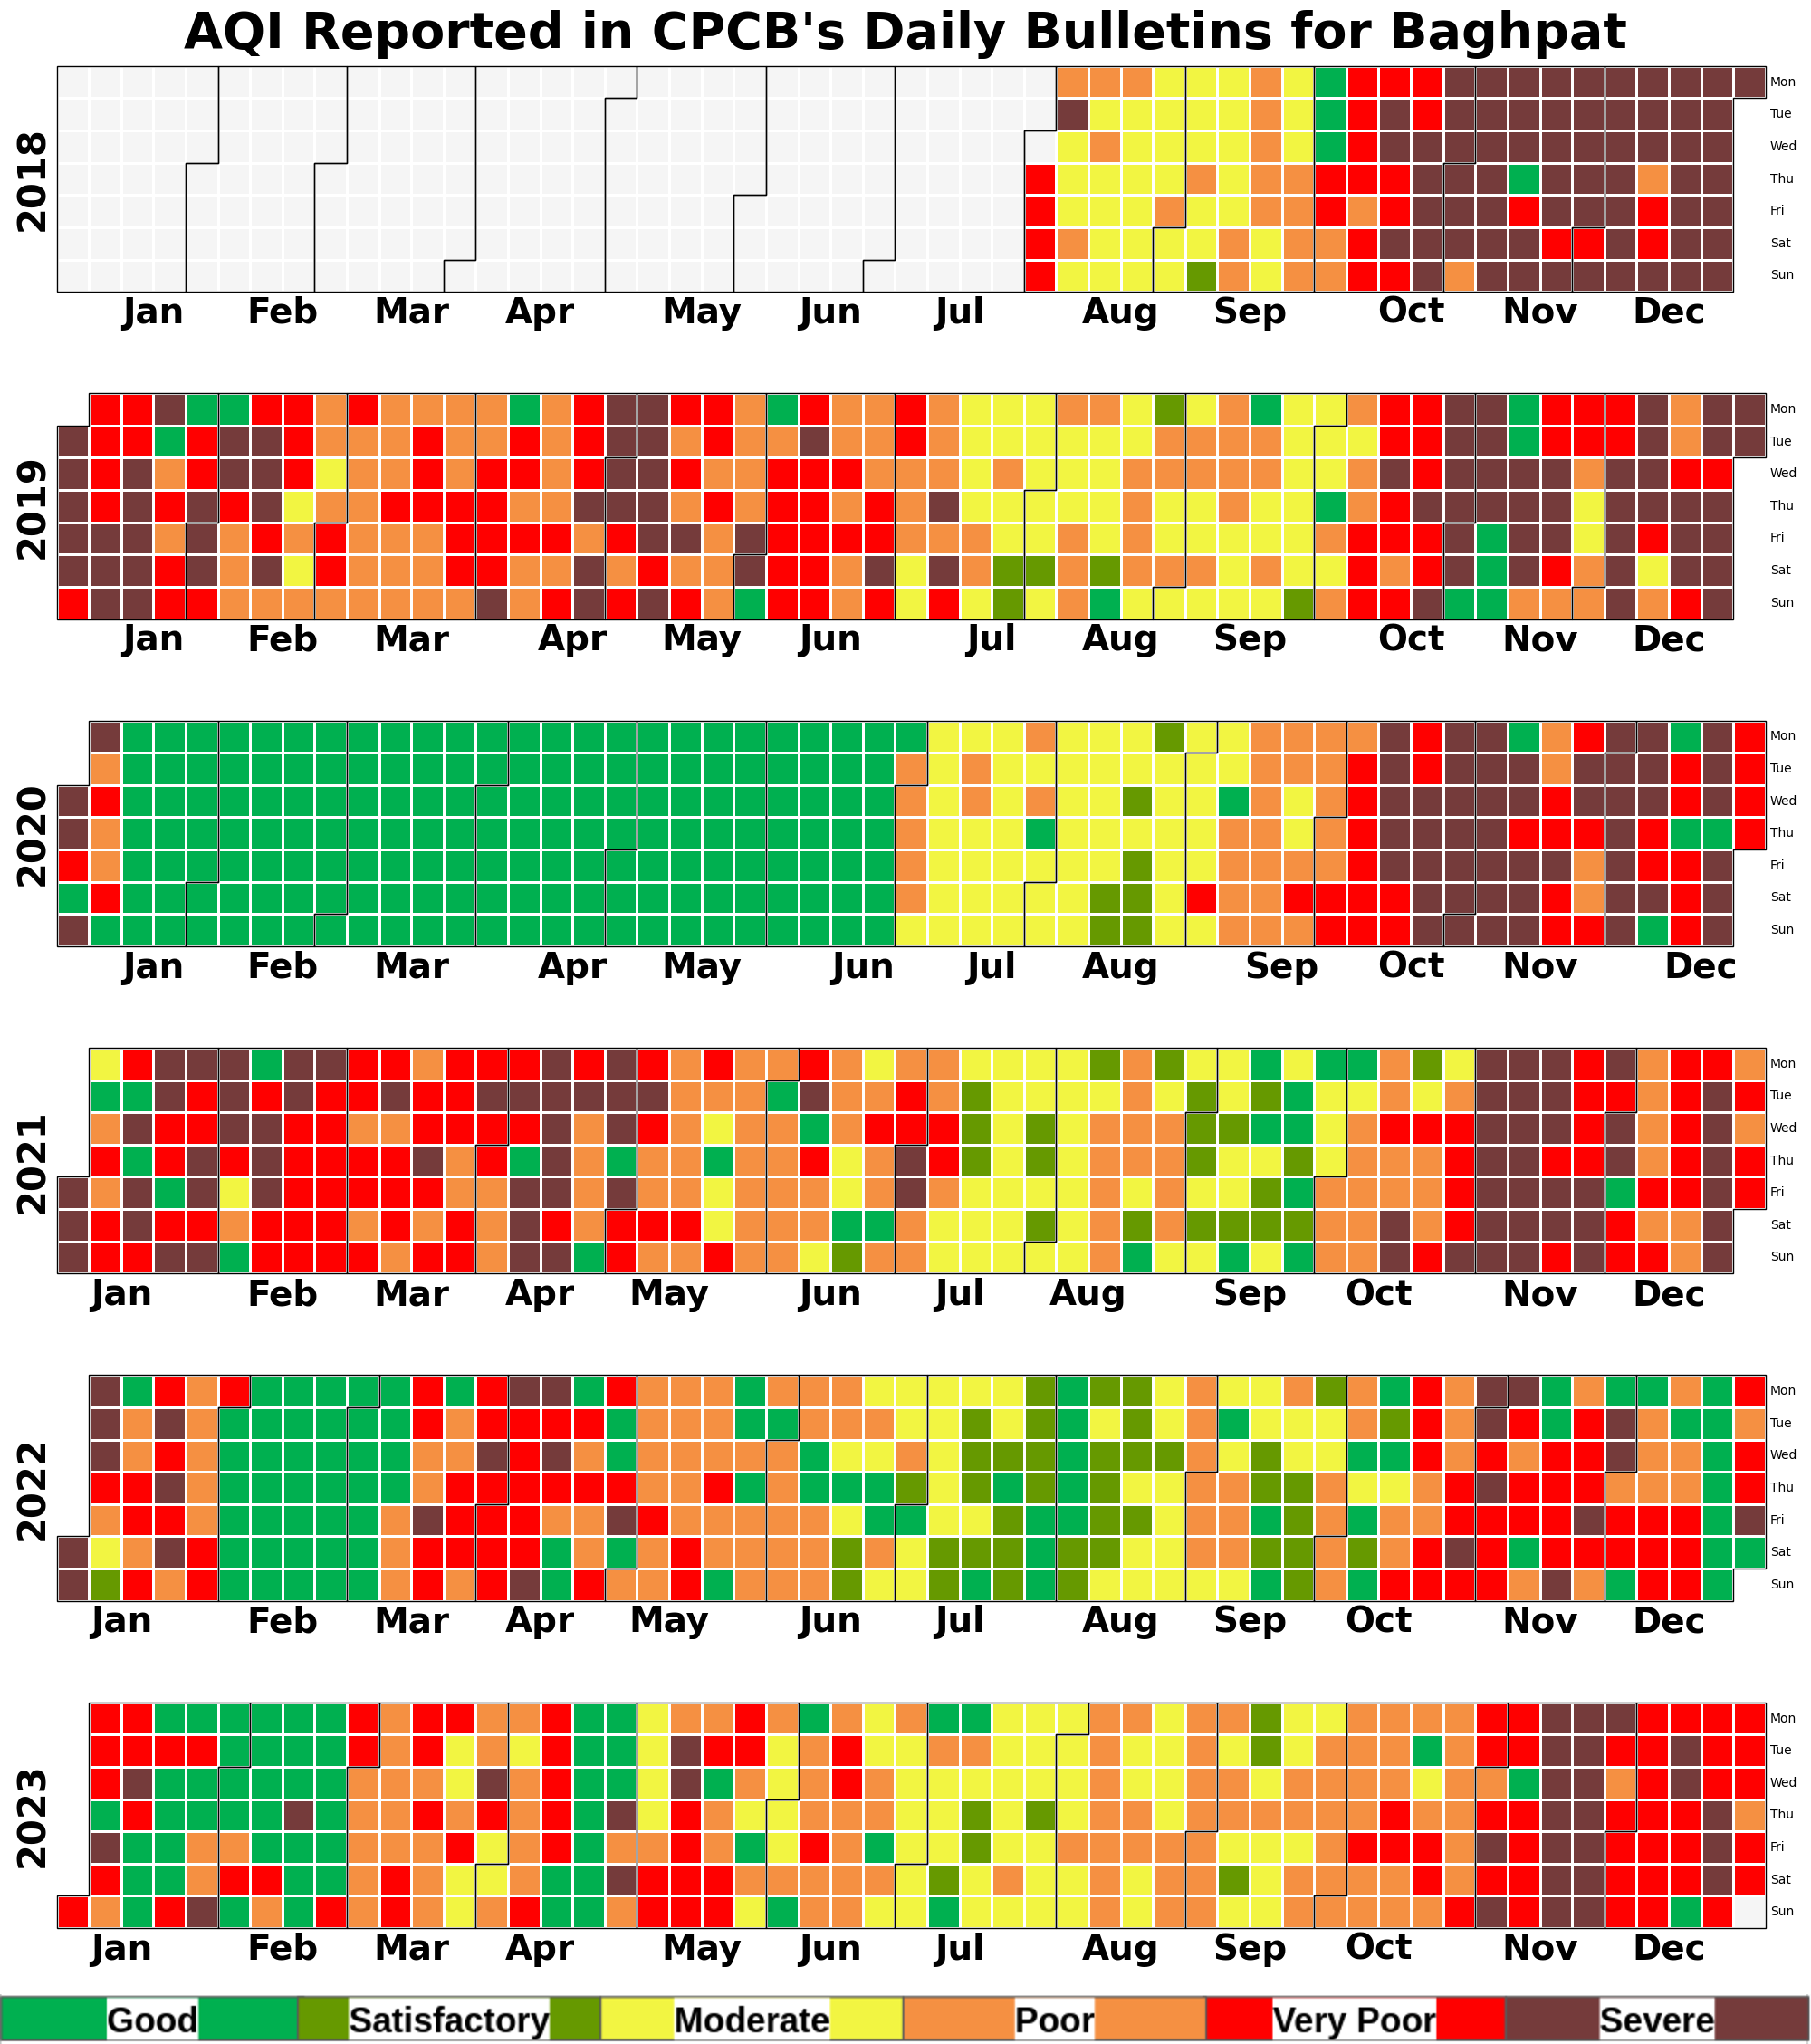 AQI Reported in CPCB's Daily Bulletins for Baghpat
2018
Mon
Tue
Wed
Thu
Fri
Sat
Sun
Jan Feb Mar Apr May Jun Jul Aug Sep Oct Nov Dec
2019
Mon
Tue
Wed
Thu
Fri
Sat
Sun
Jan Feb Mar Apr May Jun Jul Aug Sep Oct Nov Dec
2020
Mon
Tue
Wed
Thu
Fri
Sat
Sun
Jan Feb Mar Apr May Jun Jul Aug Sep Oct Nov Dec
2021
Mon
Tue
Wed
Thu
Fri
Sat
Sun
Jan Feb Mar Apr May Jun Jul Aug Sep Oct Nov Dec
2022
Mon
Tue
Wed
Thu
Fri
Sat
Sun
Jan Feb Mar Apr May Jun Jul Aug Sep Oct Nov Dec
2023
Mon
Tue
Wed
Thu
Fri
Sat
Sun
Jan Feb Mar Apr May Jun Jul Aug Sep Oct Nov Dec
Good Satisfactory Moderate Poor Very Poor Severe